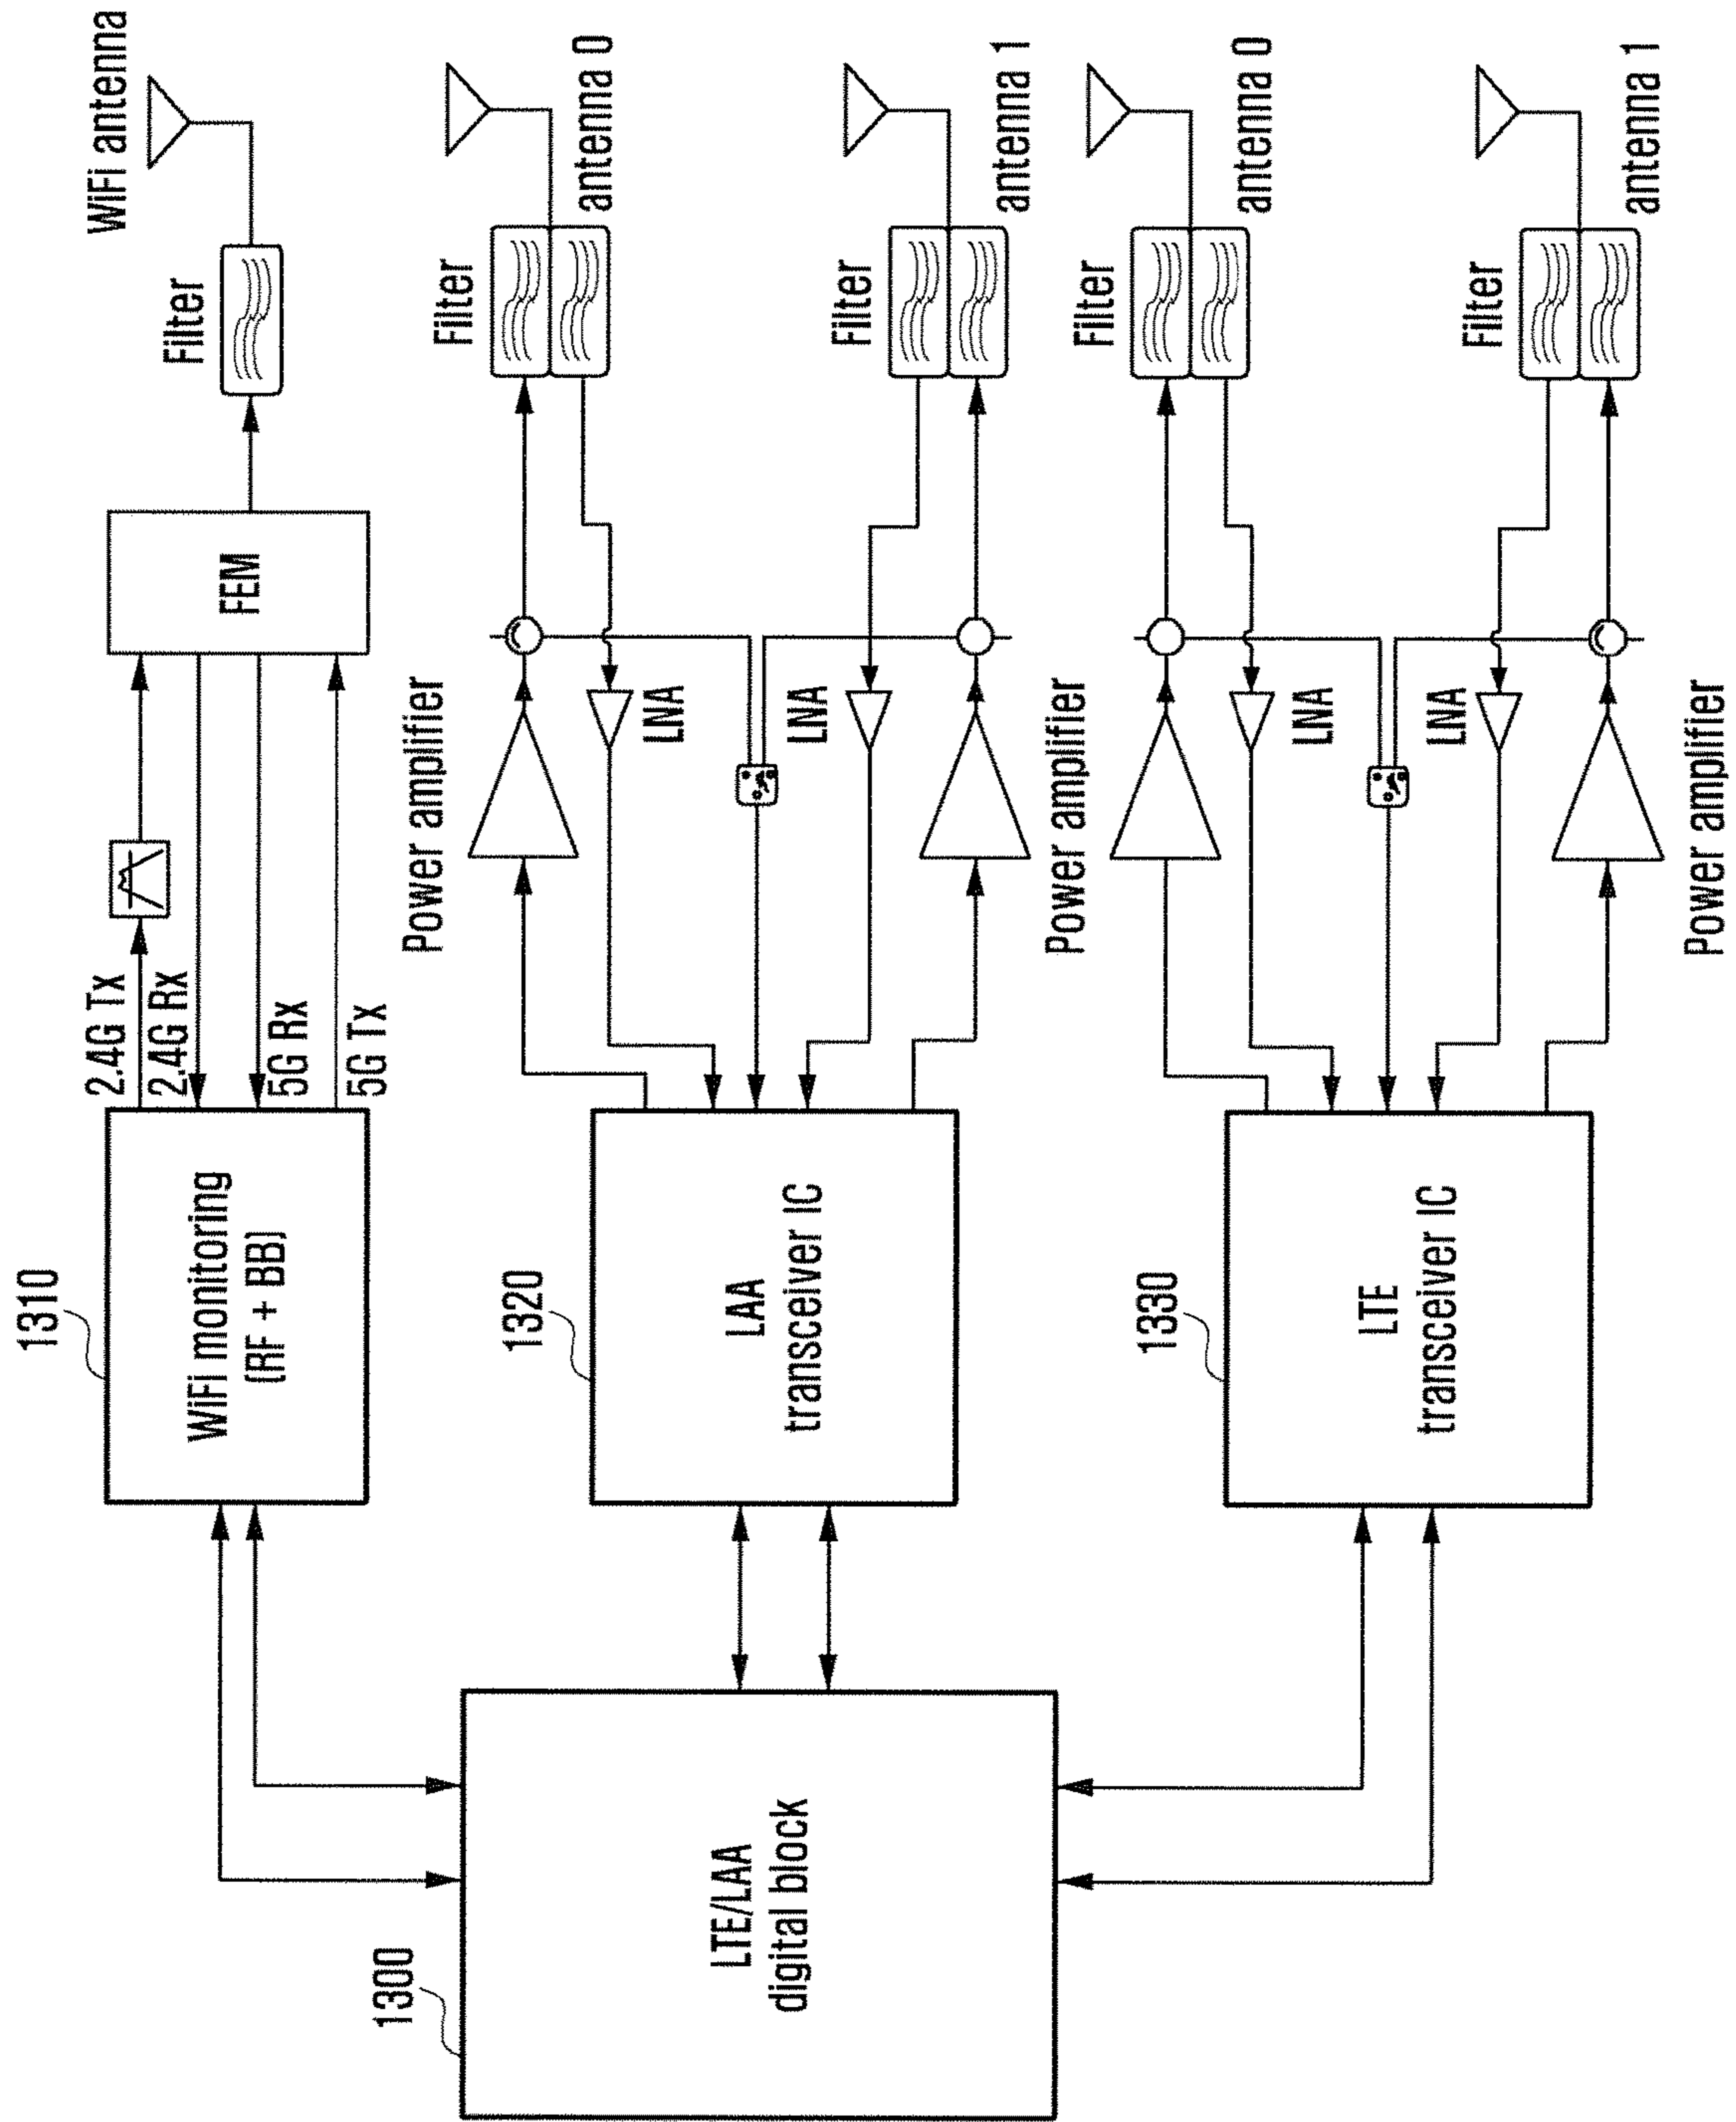 1300
LTE/LAA
digital block
1310
WiFi monitoring
(RF + BB)
2.4G Tx
2.4G Rx
5G Rx
5G Tx
FEM
Filter
WiFi antenna
1320
LAA
transceiver IC
Power amplifier
LNA
LNA
Power amplifier
Filter
antenna 0
Filter
antenna 1
1330
LTE
transceiver IC
LNA
LNA
Power amplifier
Filter
antenna 0
Filter
antenna 1